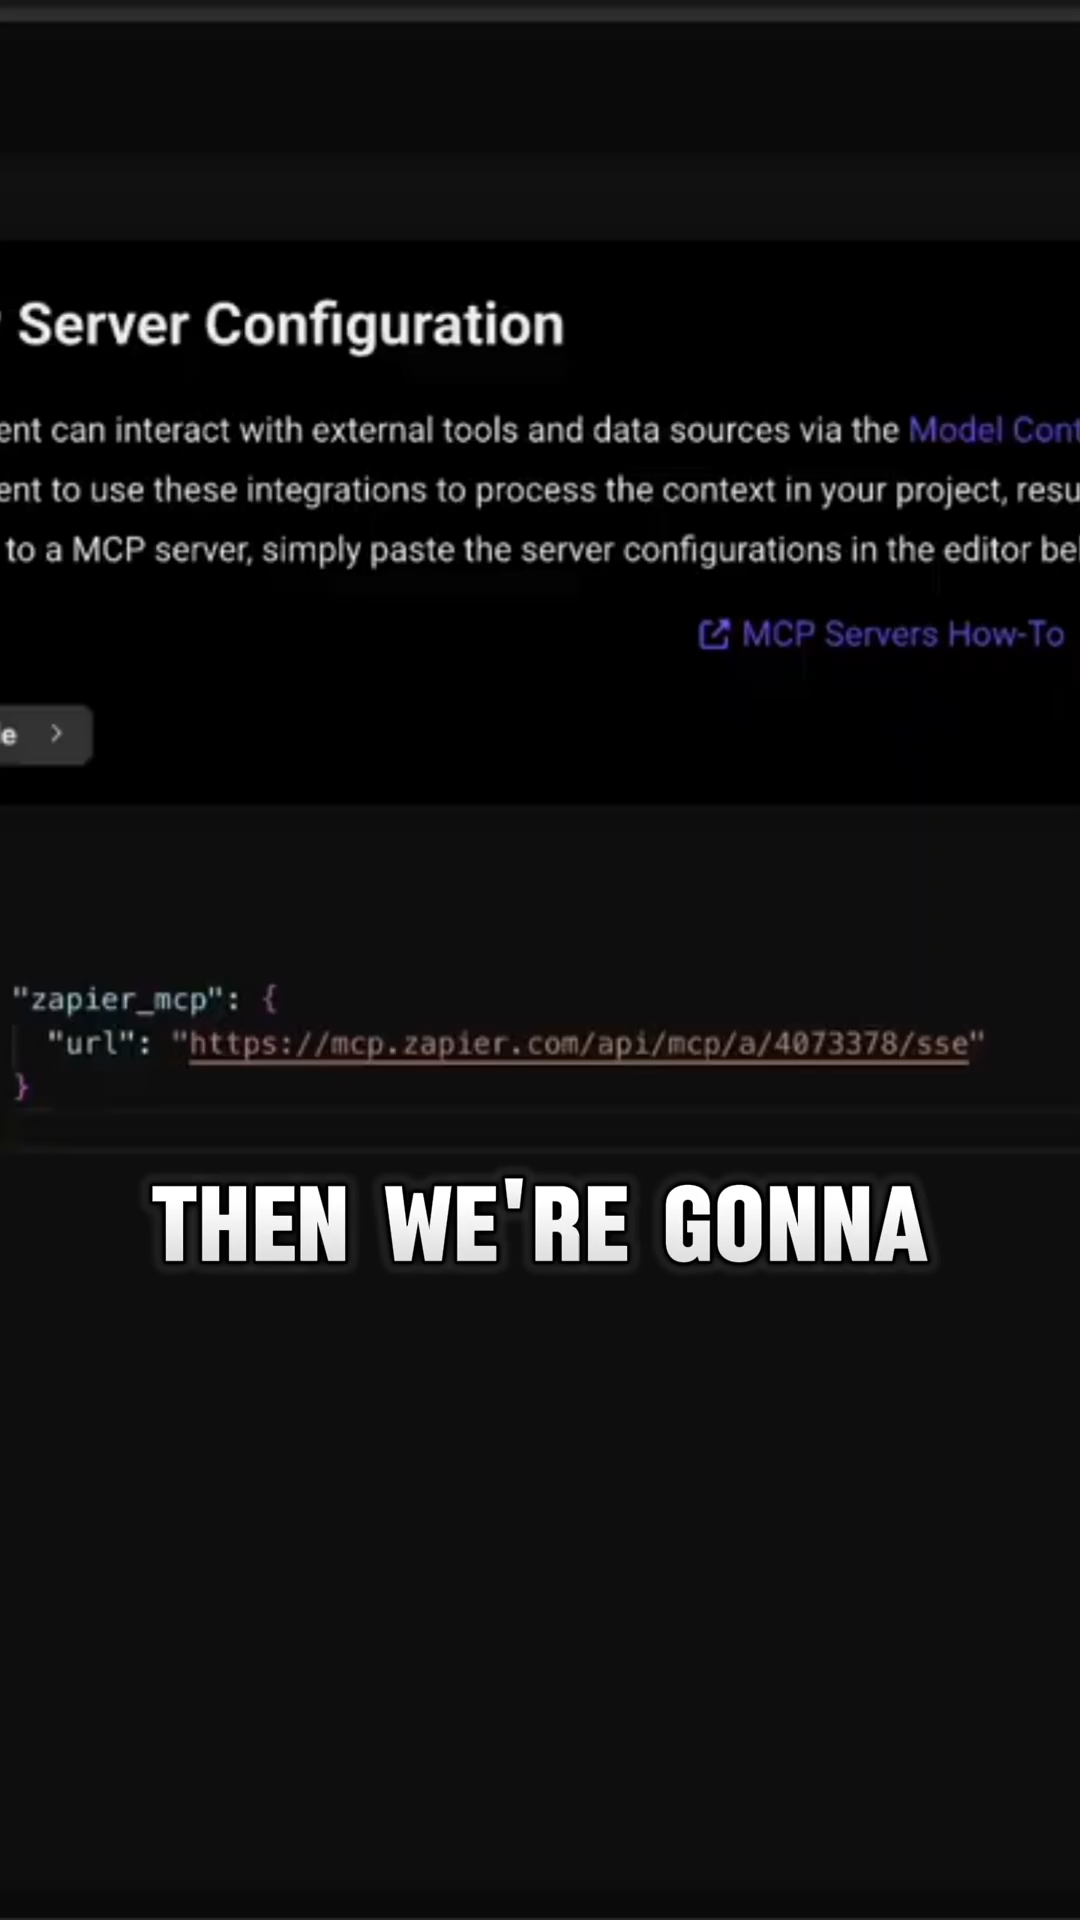 Server Configuration
ent can interact with external tools and data sources via the Model Cont
ent to use these integrations to process the context in your project, resu
to a MCP server, simply paste the server configurations in the editor bel
MCP Servers How-To
le >
"zapier_mcp": {
"url": "https://mcp.zapier.com/api/mcp/a/4073378/sse"
}
THEN WE'RE GONNA